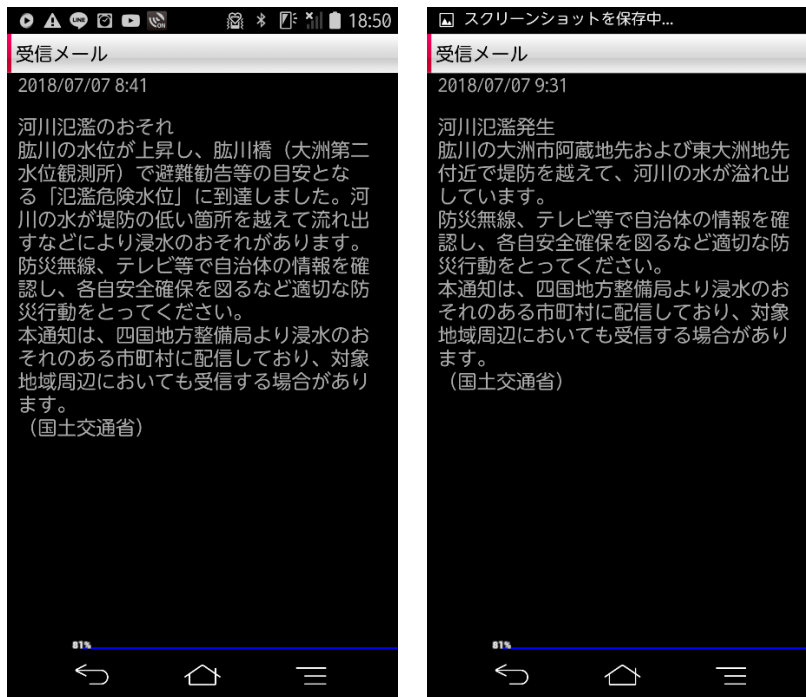 18:50
受信メール
2018/07/07 8:41
河川氾濫のおそれ
肱川の水位が上昇し、肱川橋（大洲第二
水位観測所）で避難勧告等の目安とな
る「氾濫危険水位」に到達しました。河
川の水が堤防の低い箇所を越えて流れ出
すなどにより浸水のおそれがあります。
防災無線、テレビ等で自治体の情報を確
認し、各自安全確保を図るなど適切な防
災行動をとってください。
本通知は、四国地方整備局より浸水のお
それのある市町村に配信しており、対象
地域周辺においても受信する場合があり
ます。
（国土交通省）
81%
スクリーンショットを保存中...
受信メール
2018/07/07 9:31
河川氾濫発生
肱川の大洲市阿蔵地先および東大洲地先
付近で堤防を越えて、河川の水が溢れ出
しています。
防災無線、テレビ等で自治体の情報を確
認し、各自安全確保を図るなど適切な防
災行動をとってください。
本通知は、四国地方整備局より浸水のお
それのある市町村に配信しており、対象
地域周辺においても受信する場合があり
ます。
（国土交通省）
81%